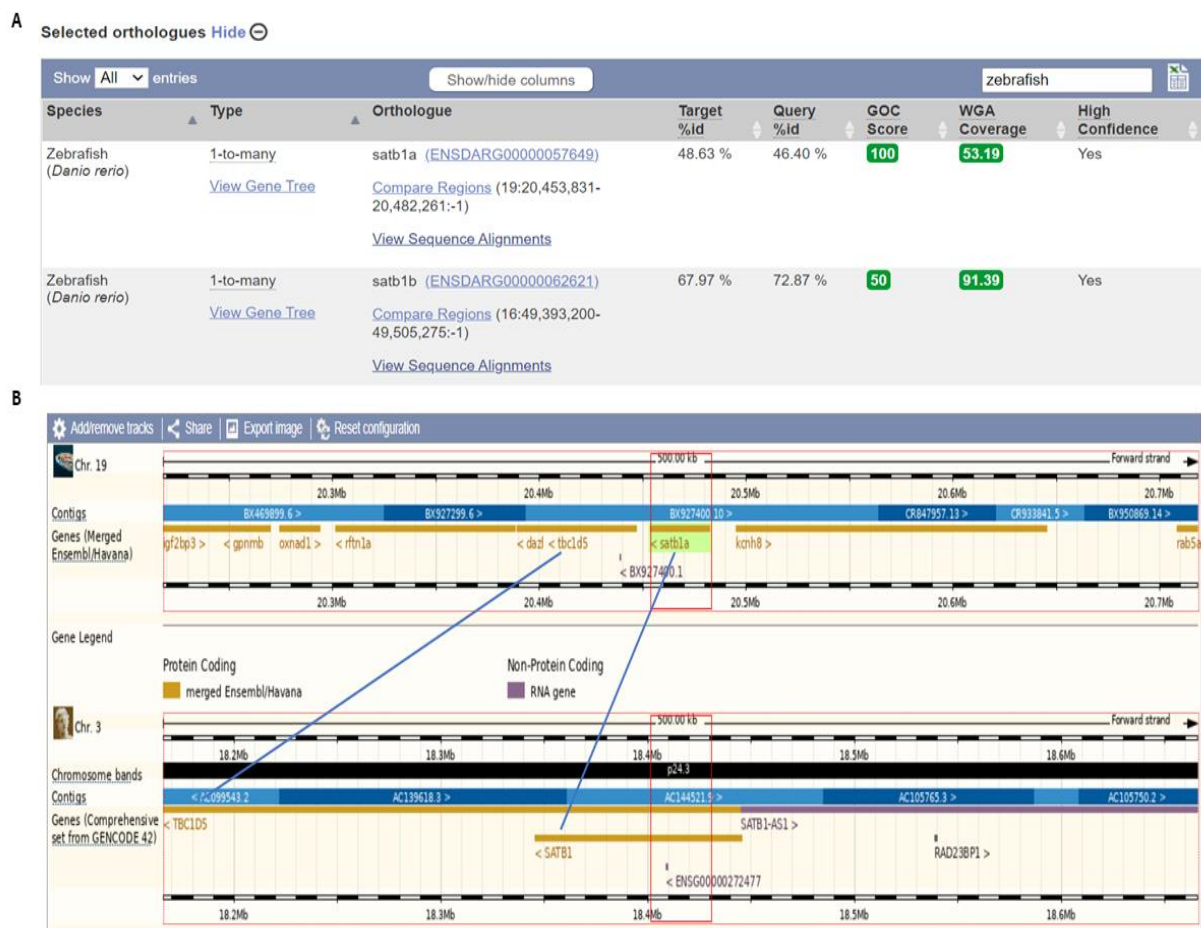 A
Selected orthologues Hide
Show All entries Show/hide columns zebrafish
Species Type Orthologue Target %id Query %id GOC Score WGA Coverage High Confidence
Zebrafish (Danio rerio) 1-to-many satb1a (ENSDARG00000057649) 48.63 % 46.40 % 100 53.19 Yes
View Gene Tree Compare Regions (19:20,453,831-
20,482,261:-1)
View Sequence Alignments
Zebrafish (Danio rerio) 1-to-many satb1b (ENSDARG00000062621) 67.97 % 72.87 % 50 91.39 Yes
View Gene Tree Compare Regions (16:49,393,200-
49,505,275:-1)
View Sequence Alignments
B
Add/remove tracks Share Export image Reset configuration
Chr. 19 500.00 kb Forward strand
20.3Mb 20.4Mb 20.5Mb 20.6Mb 20.7Mb
Contigs BX469899.6 > BX927299.6 > BX927400.10 > CR847957.13 > CR933841.5 > BX950869.14 >
Genes (Merged Ensembl/Havana)
igf2bp3 > < gpnmb oxnad1 > < rftn1a < dazl < tbc1d5 < satb1a kcnh8 > rab5a
< BX927400.1
20.3Mb 20.4Mb 20.5Mb 20.6Mb 20.7Mb
Gene Legend
Protein Coding Non-Protein Coding
merged Ensembl/Havana RNA gene
Chr. 3 500.00 kb Forward strand
18.2Mb 18.3Mb 18.4Mb 18.5Mb 18.6Mb
Chromosome bands p24.3
Contigs < AC099543.2 AC139618.3 > AC144521.9 > AC105765.3 > AC105750.2 >
Genes (Comprehensive set from GENCODE 42)
< TBC1D5 SATB1-AS1 >
< SATB1 RAD23BP1 >
< ENSG00000272477
18.2Mb 18.3Mb 18.4Mb 18.5Mb 18.6Mb